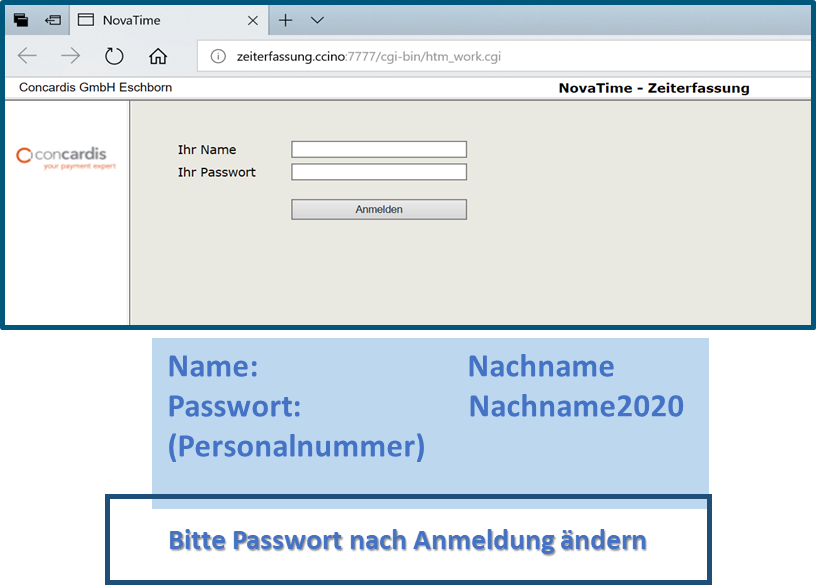 NovaTime
zeiterfassung.ccino:7777/cgi-bin/htm_work.cgi
Concardis GmbH Eschborn NovaTime - Zeiterfassung
concardis
your payment expert
Ihr Name
Ihr Passwort
Anmelden
Name: Nachname
Passwort: Nachname2020
(Personalnummer)
Bitte Passwort nach Anmeldung ändern